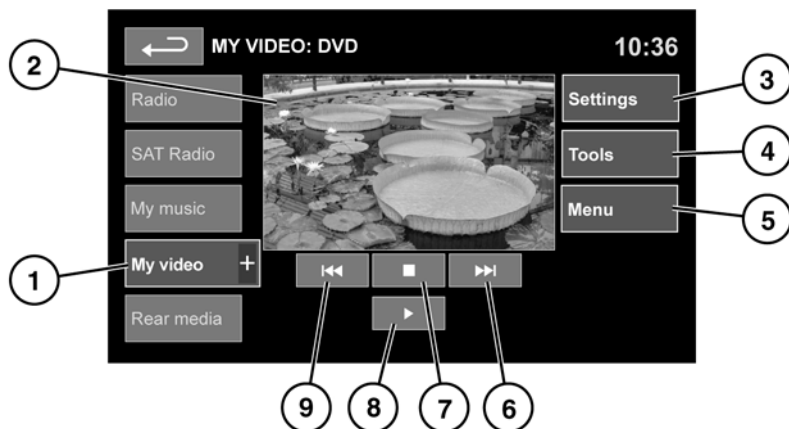 MY VIDEO: DVD
10:36
2
Radio
SAT Radio
My music
My video +
Rear media
1
Settings
Tools
Menu
3
4
5
9
8
7
6